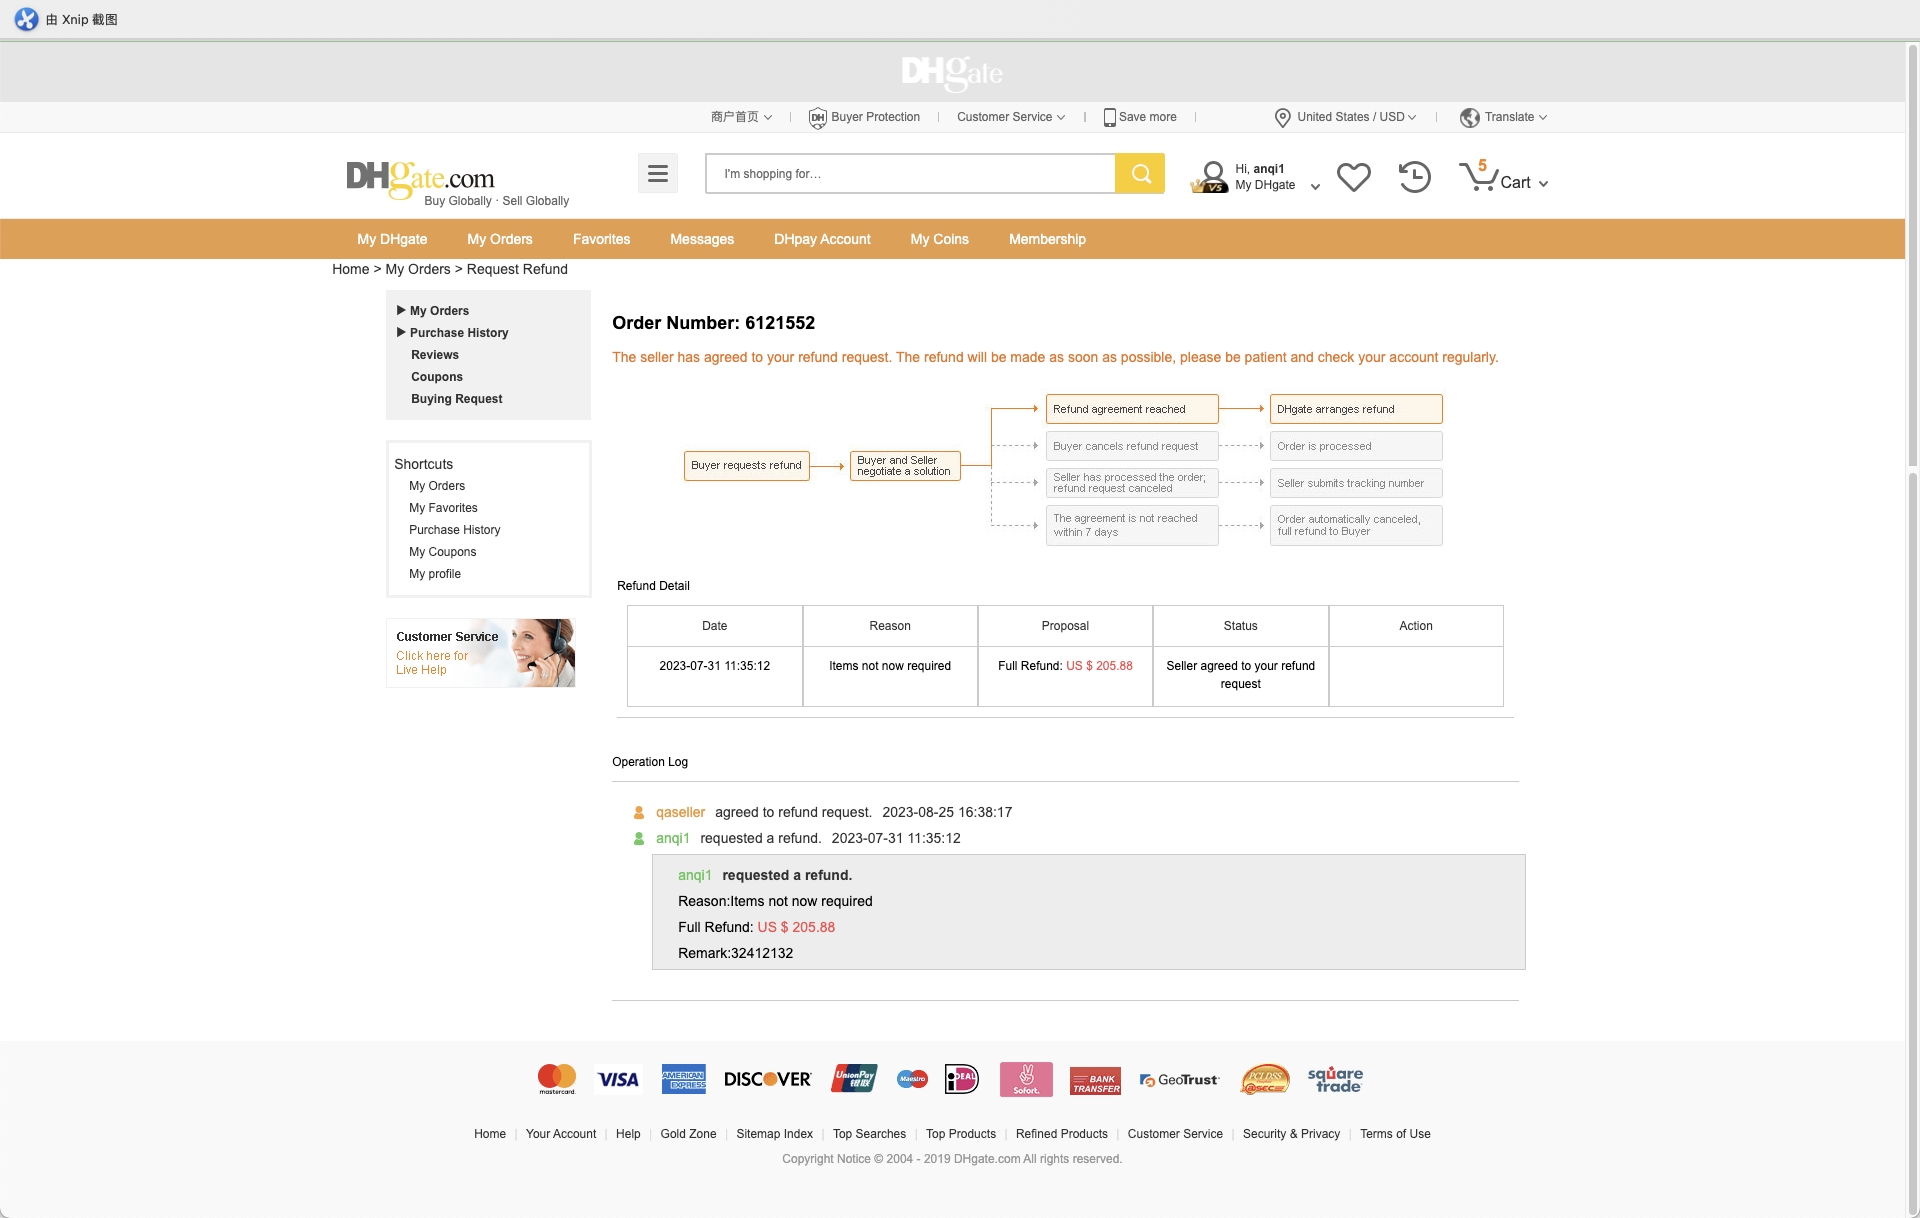 由 Xnip 截图
DHgate
商户首页
Buyer Protection
Customer Service
Save more
United States / USD
Translate
DHgate.com
Buy Globally · Sell Globally
I'm shopping for...
Hi, anqi1
My DHgate
5
Cart
My DHgate My Orders Favorites Messages DHpay Account My Coins Membership
Home > My Orders > Request Refund
My Orders
Purchase History
Reviews
Coupons
Buying Request
Shortcuts
My Orders
My Favorites
Purchase History
My Coupons
My profile
Customer Service
Click here for
Live Help
Order Number: 6121552
The seller has agreed to your refund request. The refund will be made as soon as possible, please be patient and check your account regularly.
Buyer requests refund
Buyer and Seller
negotiate a solution
Refund agreement reached
DHgate arranges refund
Buyer cancels refund request
Order is processed
Seller has processed the order;
refund request canceled
Seller submits tracking number
The agreement is not reached
within 7 days
Order automatically canceled,
full refund to Buyer
Refund Detail
Date Reason Proposal Status Action
2023-07-31 11:35:12 Items not now required Full Refund: US $ 205.88 Seller agreed to your refund
request
Operation Log
qaseller agreed to refund request. 2023-08-25 16:38:17
anqi1 requested a refund. 2023-07-31 11:35:12
anqi1 requested a refund.
Reason:Items not now required
Full Refund: US $ 205.88
Remark:32412132
mastercard. VISA AMERICAN EXPRESS DISCOVER UnionPay 银联 Maestro iDEAL Sofort. BANK TRANSFER GeoTrust square trade
Home Your Account Help Gold Zone Sitemap Index Top Searches Top Products Refined Products Customer Service Security & Privacy Terms of Use
Copyright Notice © 2004 - 2019 DHgate.com All rights reserved.